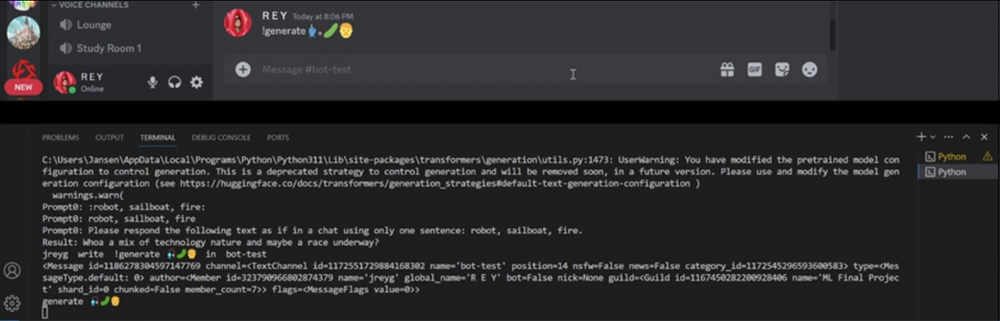 VOICE CHANNELS
Lounge
Study Room 1
R E Y
Online
NEW
R E Y Today at 8:06 PM
!generate
Message #bot-test
GIF
PROBLEMS OUTPUT TERMINAL DEBUG CONSOLE PORTS
C:\Users\Jansen\AppData\Local\Programs\Python\Python311\Lib\site-packages\transformers\generation\utils.py:1473: UserWarning: You have modified the pretrained model con
figuration to control generation. This is a deprecated strategy to control generation and will be removed soon, in a future version. Please use and modify the model gen
eration configuration (see https://huggingface.co/docs/transformers/generation_strategies#default-text-generation-configuration )
warnings.warn(
Prompt0: :robot, sailboat, fire:
Prompt0: robot, sailboat, fire
Prompt0: Please respond the following text as if in a chat using only one sentence: robot, sailboat, fire.
Result: Whoa a mix of technology nature and maybe a race underway?
jreyg write !generate in bot-test
<Message id=1186278304597147769 channel=<TextChannel id=1172551729884168302 name='bot-test' position=14 nsfw=False news=False category_id=1172545296593600583> type=<Mes
sageType.default: 0> author=<Member id=323790966802874379 name='jreyg' global_name='R E Y' bot=False nick=None guild=<Guild id=1167450282200928406 name='ML Final Projec
t' shard_id=0 chunked=False member_count=7>> flags=<MessageFlags value=0>>
generate
Python
Python